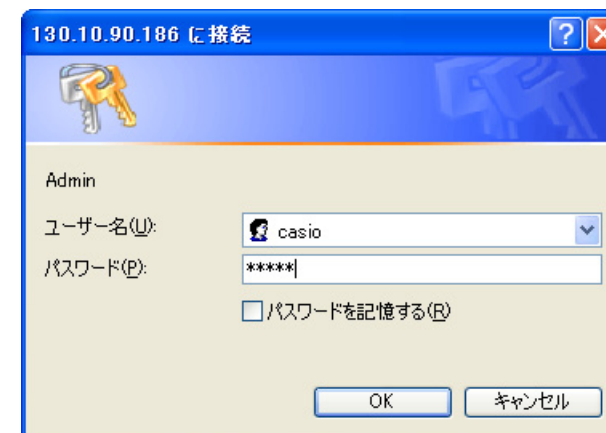 130.10.90.186 に接続
Admin
ユーザー名(U):
casio
パスワード(P):
*****
パスワードを記憶する(R)
OK
キャンセル